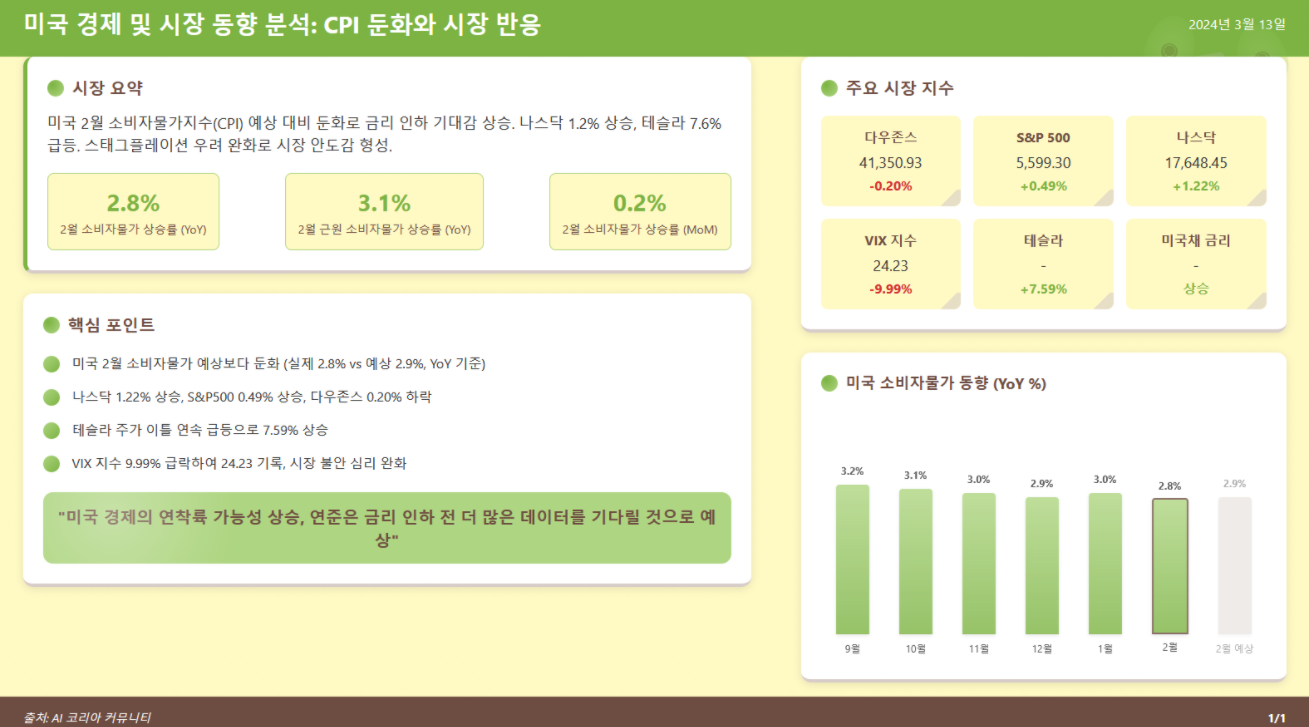 미국 경제 및 시장 동향 분석: CPI 둔화와 시장 반응
2024년 3월 13일
시장 요약
미국 2월 소비자물가지수(CPI) 예상 대비 둔화로 금리 인하 기대감 상승. 나스닥 1.2% 상승, 테슬라 7.6%
급등. 스태그플레이션 우려 완화로 시장 안도감 형성.
2.8%
2월 소비자물가 상승률 (YoY)
3.1%
2월 근원 소비자물가 상승률 (YoY)
0.2%
2월 소비자물가 상승률 (MoM)
핵심 포인트
미국 2월 소비자물가 예상보다 둔화 (실제 2.8% vs 예상 2.9%, YoY 기준)
나스닥 1.22% 상승, S&P500 0.49% 상승, 다우존스 0.20% 하락
테슬라 주가 이틀 연속 급등으로 7.59% 상승
VIX 지수 9.99% 급락하여 24.23 기록, 시장 불안 심리 완화
"미국 경제의 연착륙 가능성 상승, 연준은 금리 인하 전 더 많은 데이터를 기다릴 것으로 예
상"
주요 시장 지수
다우존스
41,350.93
-0.20%
S&P 500
5,599.30
+0.49%
나스닥
17,648.45
+1.22%
VIX 지수
24.23
-9.99%
테슬라
-
+7.59%
미국채 금리
-
상승
미국 소비자물가 동향 (YoY %)
3.2%
3.1%
3.0%
2.9%
3.0%
2.8%
2.9%
9월
10월
11월
12월
1월
2월
2월 예상
출처: AI 코리아 커뮤니티
1/1